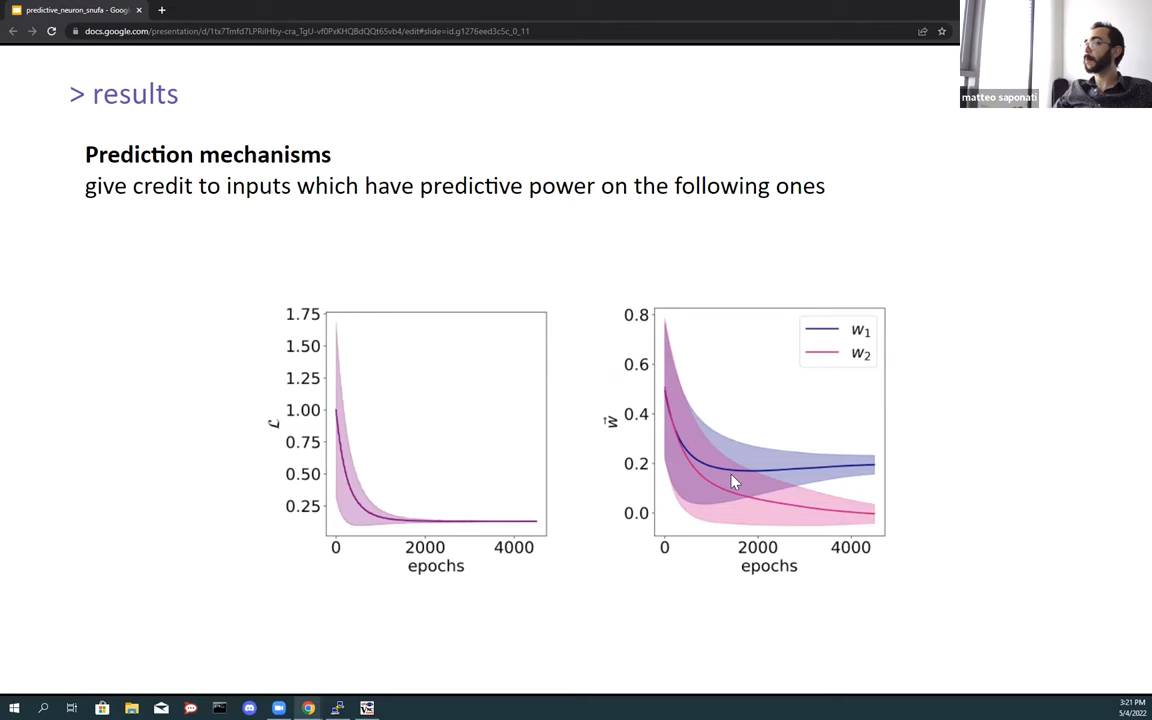 predictive_neuron_snufa - Goog
docs.google.com/presentation/d/1tx7Tmfd7LPRilHby-cra_TgU-vf0PxKHQBdQQt65vb4/edit#slide=id.g1276eed3c5c_0_11
matteo saponati
> results
Prediction mechanisms
give credit to inputs which have predictive power on the following ones
1.75
1.50
1.25
1.00
0.75
0.50
0.25
ℒ
0 2000 4000
epochs
0.8
0.6
0.4
0.2
0.0
w⃗
w₁
w₂
0 2000 4000
epochs
3:21 PM
5/4/2022